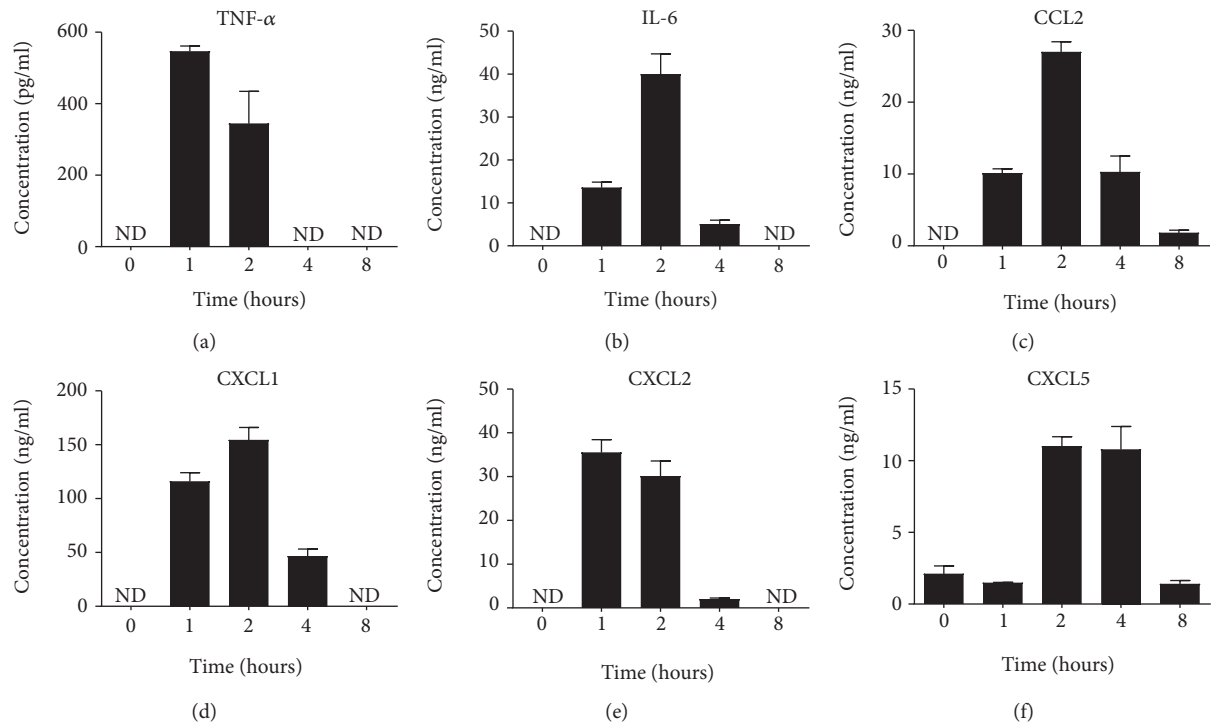 TNF-α
Concentration (pg/ml)
600
400
200
0
ND
ND
ND
0 1 2 4 8
Time (hours)
(a)
IL-6
Concentration (ng/ml)
50
40
30
20
10
0
ND
ND
0 1 2 4 8
Time (hours)
(b)
CCL2
Concentration (ng/ml)
30
20
10
0
ND
0 1 2 4 8
Time (hours)
(c)
CXCL1
Concentration (ng/ml)
200
150
100
50
0
ND
ND
0 1 2 4 8
Time (hours)
(d)
CXCL2
Concentration (ng/ml)
50
40
30
20
10
0
ND
ND
0 1 2 4 8
Time (hours)
(e)
CXCL5
Concentration (ng/ml)
15
10
5
0
0 1 2 4 8
Time (hours)
(f)